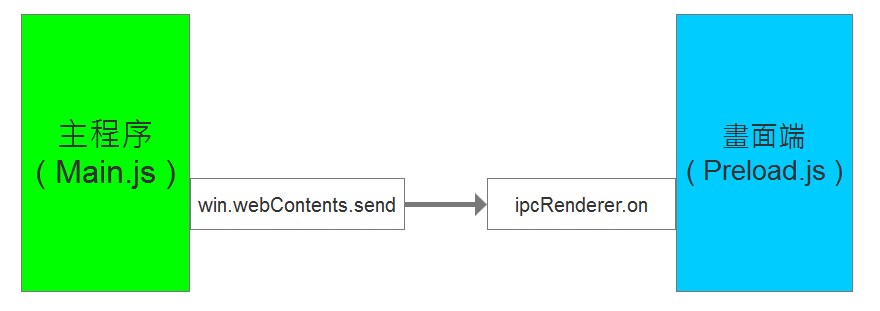 主程序
( Main.js )
win.webContents.send
ipcRenderer.on
畫面端
( Preload.js )